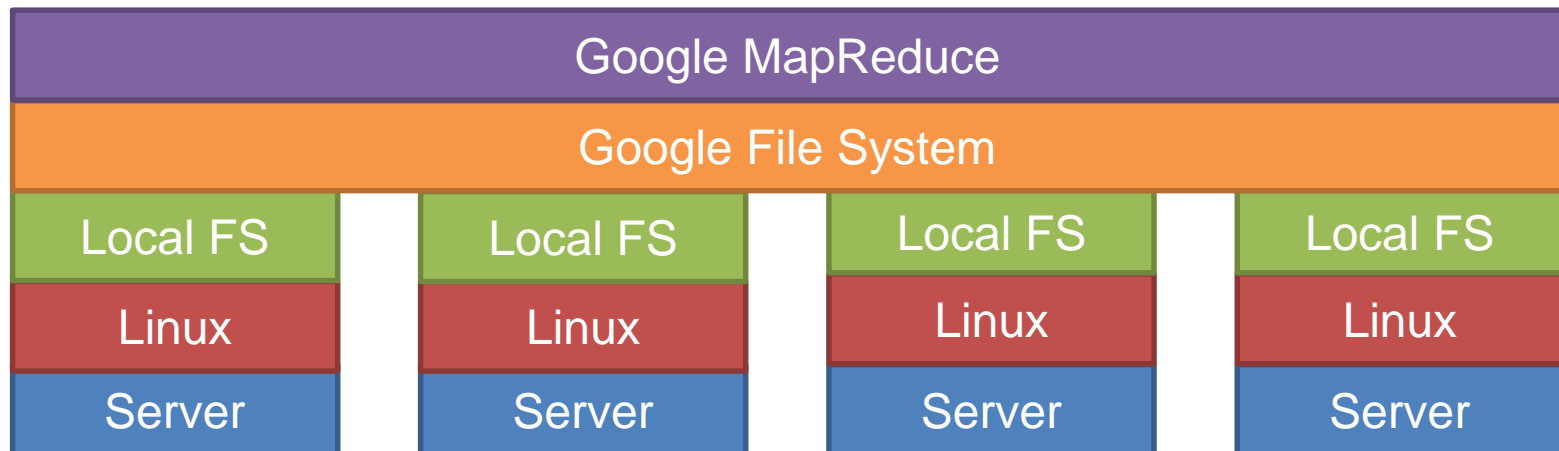 Google MapReduce
Google File System
Local FS Local FS Local FS Local FS
Linux Linux Linux Linux
Server Server Server Server